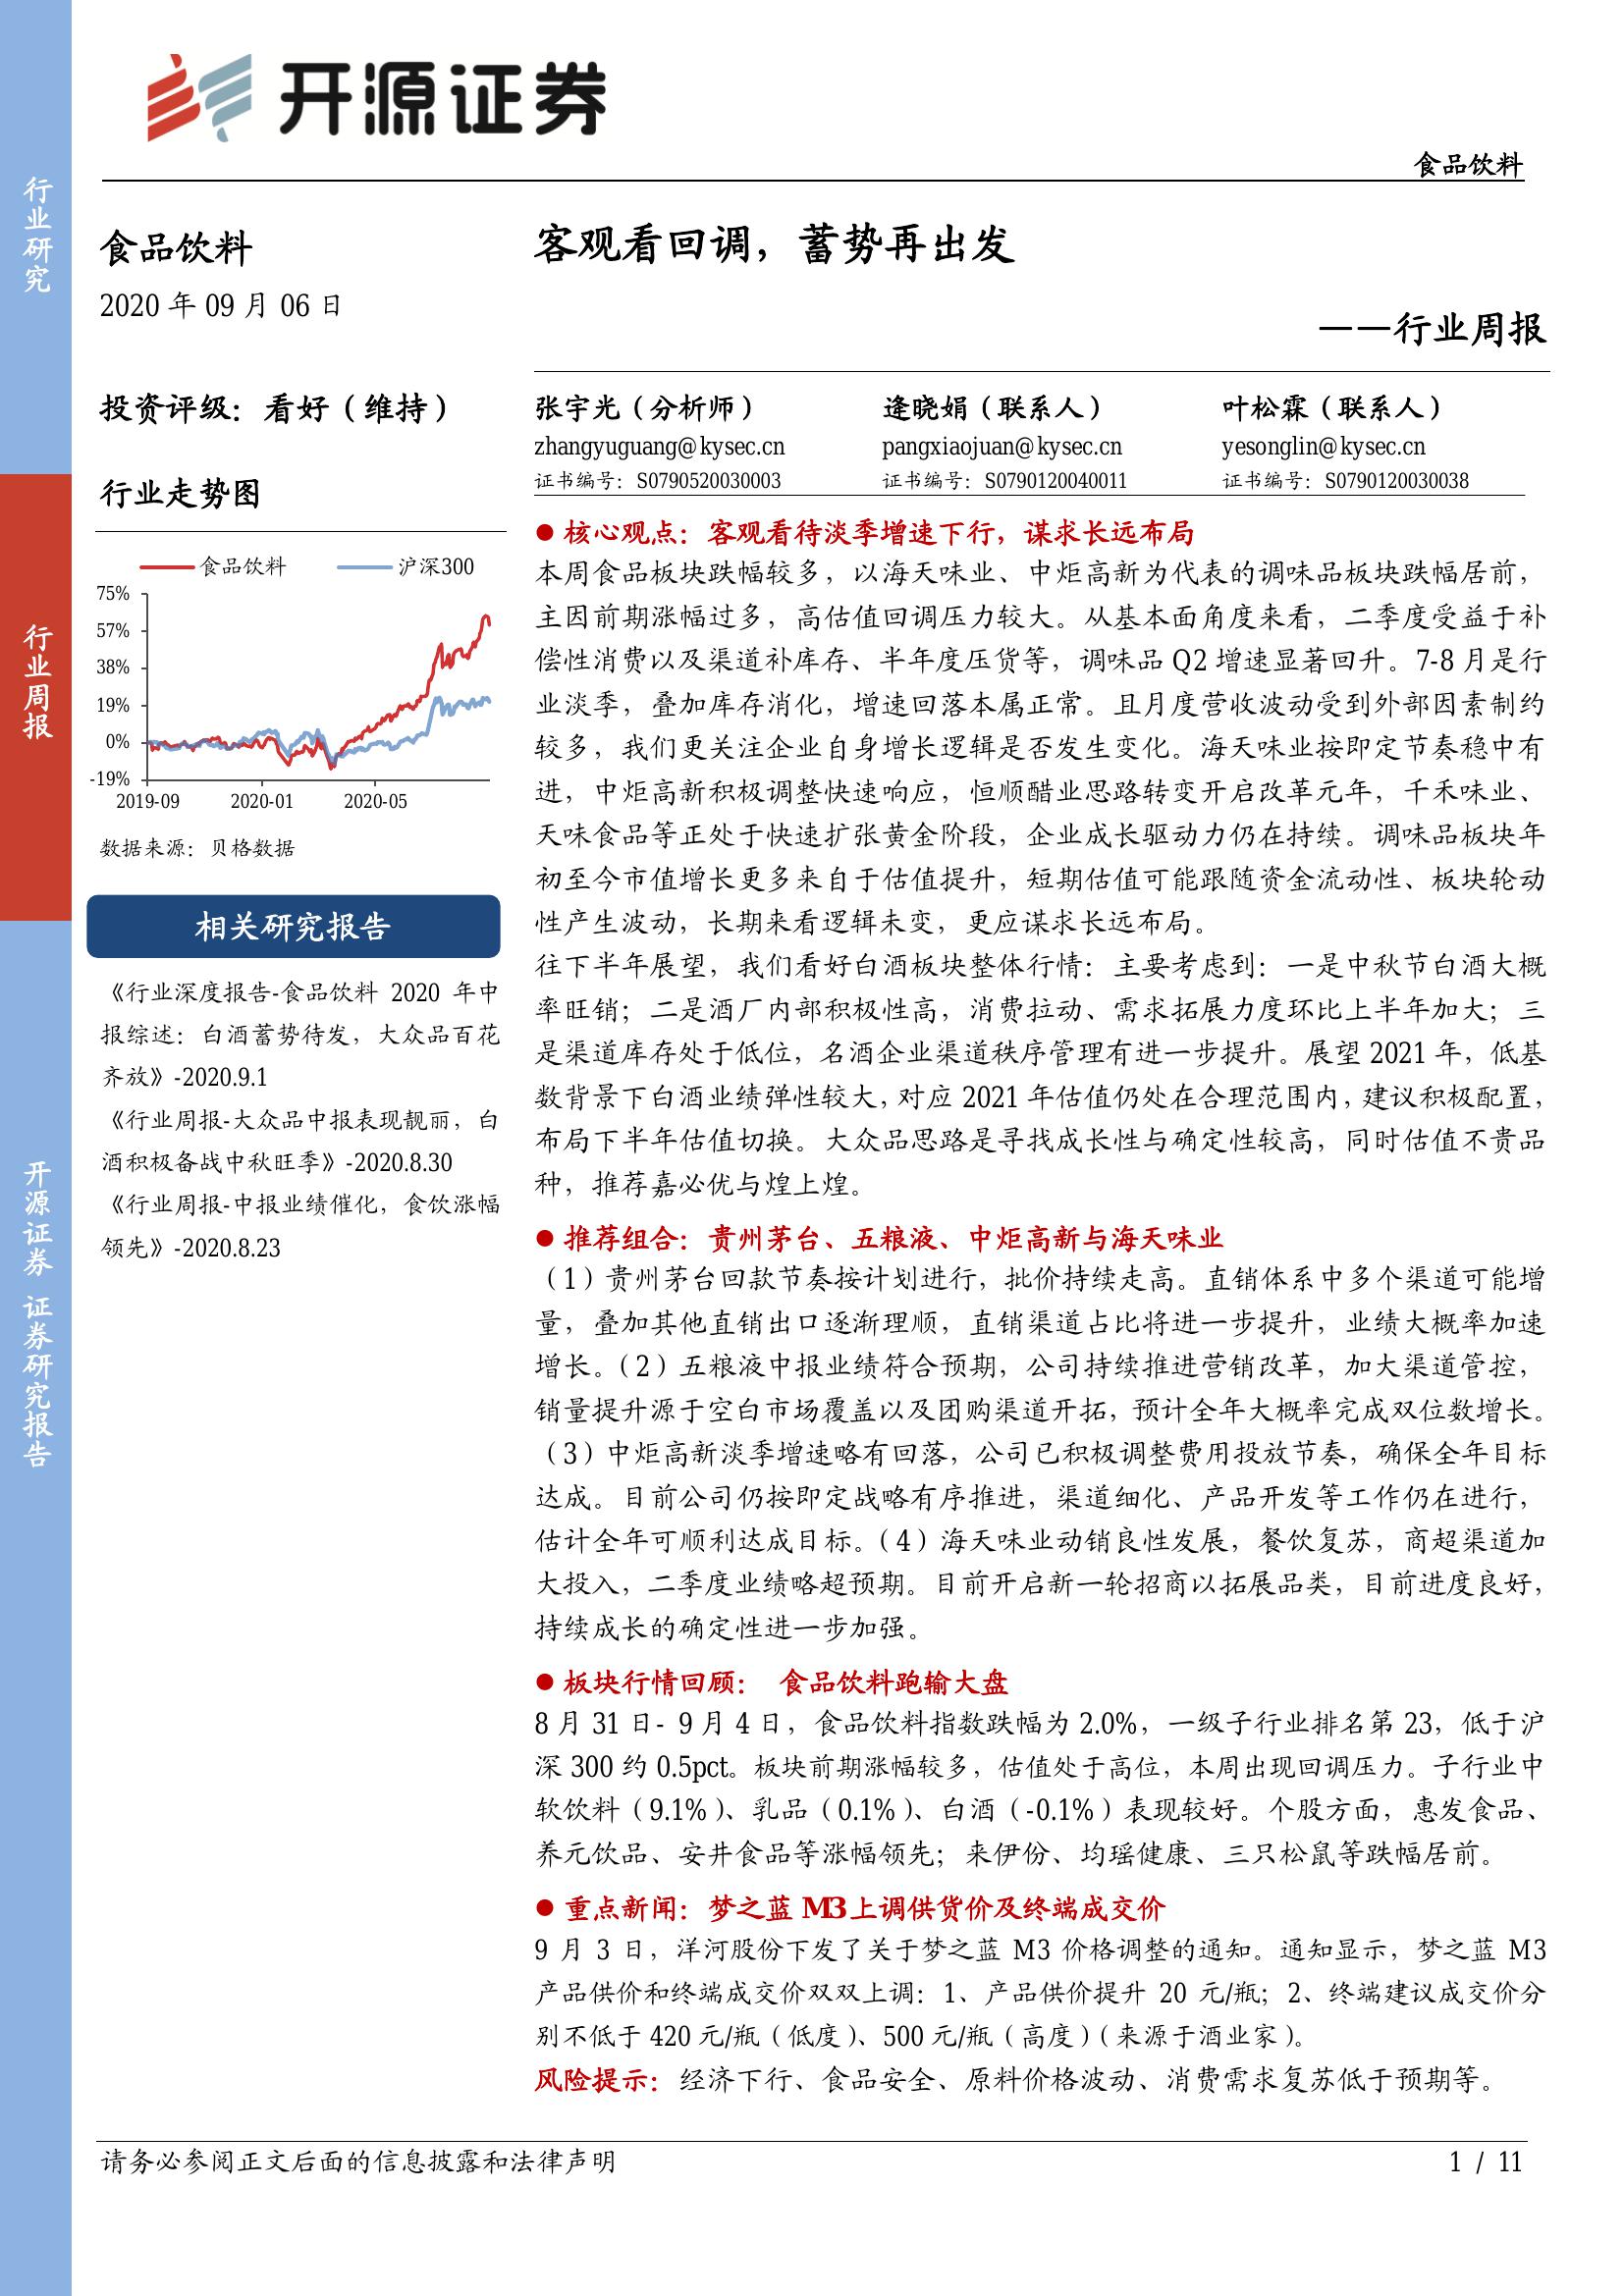 开源证券
食品饮料
行业研究
行业周报
开源证券 证券研究报告
食品饮料
2020 年 09 月 06 日
投资评级：看好（维持）
行业走势图
食品饮料
沪深300
75%
57%
38%
19%
0%
-19%
2019-09
2020-01
2020-05
数据来源：贝格数据
相关研究报告
《行业深度报告-食品饮料 2020 年中
报综述：白酒蓄势待发，大众品百花
齐放》-2020.9.1
《行业周报-大众品中报表现靓丽，白
酒积极备战中秋旺季》-2020.8.30
《行业周报-中报业绩催化，食饮涨幅
领先》-2020.8.23
客观看回调，蓄势再出发
——行业周报
张宇光（分析师）
逄晓娟（联系人）
叶松霖（联系人）
zhangyuguang@kysec.cn
pangxiaojuan@kysec.cn
yesonglin@kysec.cn
证书编号：S0790520030003
证书编号：S0790120040011
证书编号：S0790120030038
● 核心观点：客观看待淡季增速下行，谋求长远布局
本周食品板块跌幅较多，以海天味业、中炬高新为代表的调味品板块跌幅居前，
主因前期涨幅过多，高估值回调压力较大。从基本面角度来看，二季度受益于补
偿性消费以及渠道补库存、半年度压货等，调味品 Q2 增速显著回升。7-8 月是行
业淡季，叠加库存消化，增速回落本属正常。且月度营收波动受到外部因素制约
较多，我们更关注企业自身增长逻辑是否发生变化。海天味业按即定节奏稳中有
进，中炬高新积极调整快速响应，恒顺醋业思路转变开启改革元年，千禾味业、
天味食品等正处于快速扩张黄金阶段，企业成长驱动力仍在持续。调味品板块年
初至今市值增长更多来自于估值提升，短期估值可能跟随资金流动性、板块轮动
性产生波动，长期来看逻辑未变，更应谋求长远布局。
往下半年展望，我们看好白酒板块整体行情：主要考虑到：一是中秋节白酒大概
率旺销；二是酒厂内部积极性高，消费拉动、需求拓展力度环比上半年加大；三
是渠道库存处于低位，名酒企业渠道秩序管理有进一步提升。展望 2021 年，低基
数背景下白酒业绩弹性较大，对应 2021 年估值仍处在合理范围内，建议积极配置，
布局下半年估值切换。大众品思路是寻找成长性与确定性较高，同时估值不贵品
种，推荐嘉必优与煌上煌。
● 推荐组合：贵州茅台、五粮液、中炬高新与海天味业
（1）贵州茅台回款节奏按计划进行，批价持续走高。直销体系中多个渠道可能增
量，叠加其他直销出口逐渐理顺，直销渠道占比将进一步提升，业绩大概率加速
增长。（2）五粮液中报业绩符合预期，公司持续推进营销改革，加大渠道管控，
销量提升源于空白市场覆盖以及团购渠道开拓，预计全年大概率完成双位数增长。
（3）中炬高新淡季增速略有回落，公司已积极调整费用投放节奏，确保全年目标
达成。目前公司仍按即定战略有序推进，渠道细化、产品开发等工作仍在进行，
估计全年可顺利达成目标。（4）海天味业动销良性发展，餐饮复苏，商超渠道加
大投入，二季度业绩略超预期。目前开启新一轮招商以拓展品类，目前进度良好，
持续成长的确定性进一步加强。
● 板块行情回顾： 食品饮料跑输大盘
8 月 31 日- 9 月 4 日，食品饮料指数跌幅为 2.0%，一级子行业排名第 23，低于沪
深 300 约 0.5pct。板块前期涨幅较多，估值处于高位，本周出现回调压力。子行业中
软饮料（9.1%）、乳品（0.1%）、白酒（-0.1%）表现较好。个股方面，惠发食品、
养元饮品、安井食品等涨幅领先；来伊份、均瑶健康、三只松鼠等跌幅居前。
● 重点新闻：梦之蓝 M3 上调供货价及终端成交价
9 月 3 日，洋河股份下发了关于梦之蓝 M3 价格调整的通知。通知显示，梦之蓝 M3
产品供价和终端成交价双双上调：1、产品供价提升 20 元/瓶；2、终端建议成交价分
别不低于 420 元/瓶（低度）、500 元/瓶（高度）（来源于酒业家）。
风险提示：经济下行、食品安全、原料价格波动、消费需求复苏低于预期等。
请务必参阅正文后面的信息披露和法律声明
1 / 11